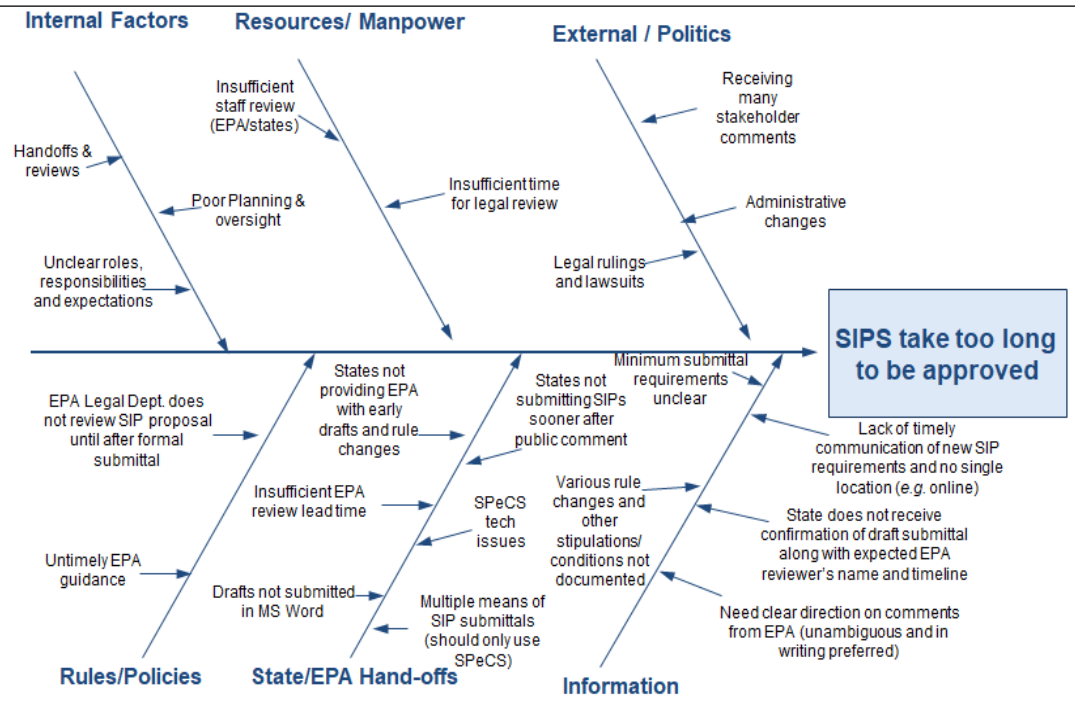 Internal Factors
Resources/ Manpower
External / Politics
Insufficient
staff review
(EPA/states)
Receiving
many
stakeholder
comments
Handoffs &
reviews
Poor Planning &
oversight
Insufficient time
for legal review
Administrative
changes
Unclear roles,
responsibilities
and expectations
Legal rulings
and lawsuits
SIPS take too long
to be approved
EPA Legal Dept. does
not review SIP proposal
until after formal
submittal
States not
providing EPA
with early
drafts and rule
changes
States not
submitting SIPs
sooner after
public comment
Minimum submittal
requirements
unclear
Lack of timely
communication of new SIP
requirements and no single
location (e.g. online)
Insufficient EPA
review lead time
SPeCS
tech
issues
Various rule
changes and
other
stipulations/
conditions not
documented
State does not receive
confirmation of draft submittal
along with expected EPA
reviewer's name and timeline
Untimely EPA
guidance
Drafts not submitted
in MS Word
Multiple means of
SIP submittals
(should only use
SPeCS)
Need clear direction on comments
from EPA (unambiguous and in
writing preferred)
Rules/Policies
State/EPA Hand-offs
Information